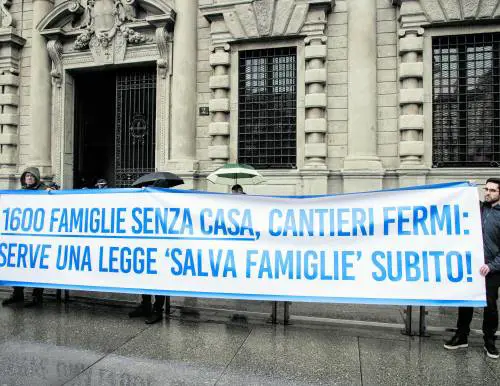 1600 FAMIGLIE SENZA CASA, CANTIERI FERMI:
SERVE UNA LEGGE ‘SALVA FAMIGLIE’ SUBITO!